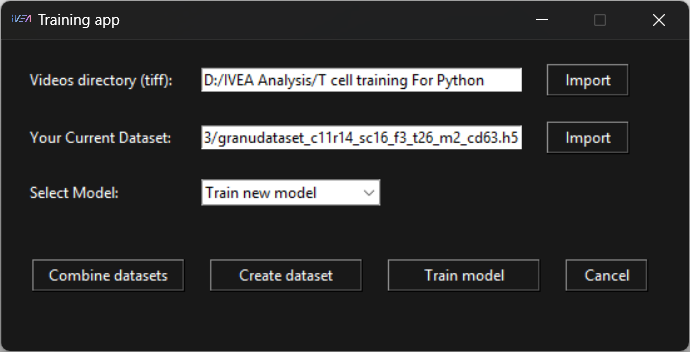 IVEA Training app
Videos directory (tiff): D:/IVEA Analysis/T cell training For Python Import
Your Current Dataset: 3/granudataset_c11r14_sc16_f3_t26_m2_cd63.h5 Import
Select Model: Train new model
Combine datasets Create dataset Train model Cancel